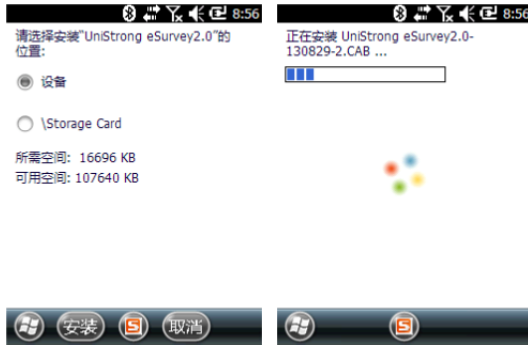 8:56
请选择安装"UniStrong eSurvey2.0"的
位置:
设备
\Storage Card
所需空间: 16696 KB
可用空间: 107640 KB
安装
取消
8:56
正在安装 UniStrong eSurvey2.0-
130829-2.CAB ...